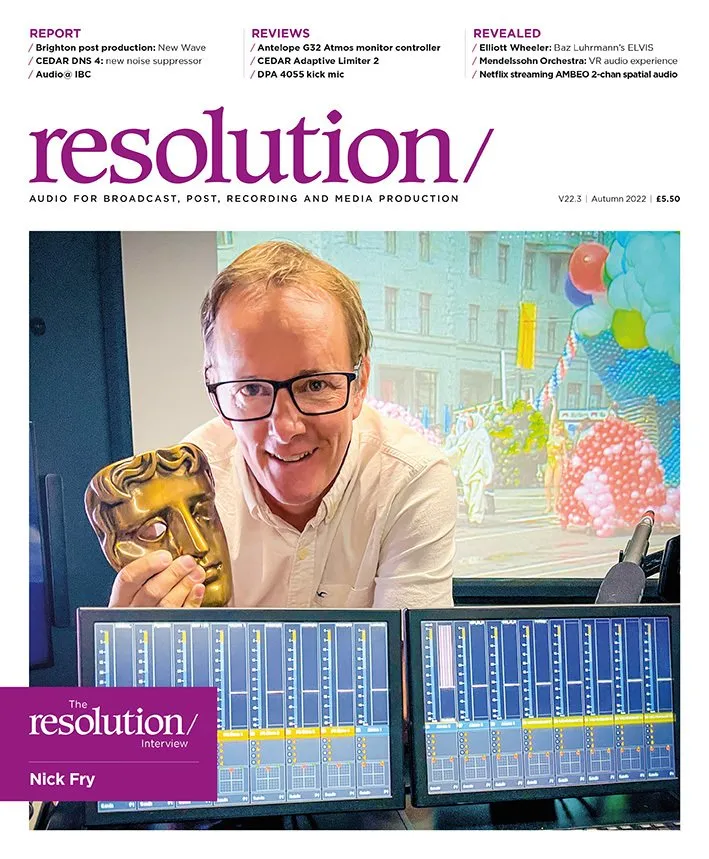 REPORT
/ Brighton post production: New Wave
/ CEDAR DNS 4: new noise suppressor
/ Audio@ IBC
REVIEWS
/ Antelope G32 Atmos monitor controller
/ CEDAR Adaptive Limiter 2
/ DPA 4055 kick mic
REVEALED
/ Elliott Wheeler: Baz Luhrmann's ELVIS
/ Mendelssohn Orchestra: VR audio experience
/ Netflix streaming AMBEO 2-chan spatial audio
resolution/
AUDIO FOR BROADCAST, POST, RECORDING AND MEDIA PRODUCTION
V22.3 | Autumn 2022 | £5.50
The
resolution/
Interview
Nick Fry